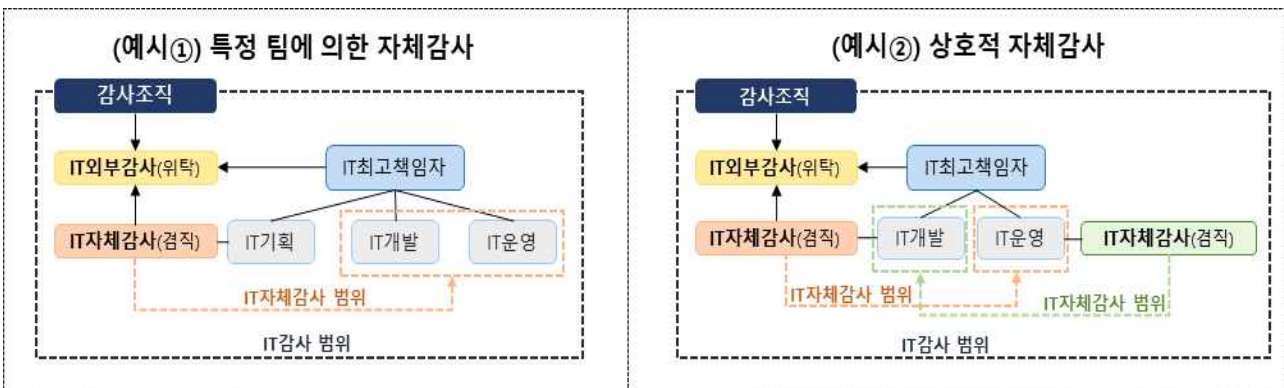 (예시①) 특정 팀에 의한 자체감사
감사조직
IT외부감사(위탁)
IT최고책임자
IT자체감사(겸직)
IT기획
IT개발
IT운영
IT자체감사 범위
IT감사 범위
(예시②) 상호적 자체감사
감사조직
IT외부감사(위탁)
IT최고책임자
IT자체감사(겸직)
IT개발
IT운영
IT자체감사(겸직)
IT자체감사 범위
IT자체감사 범위
IT감사 범위